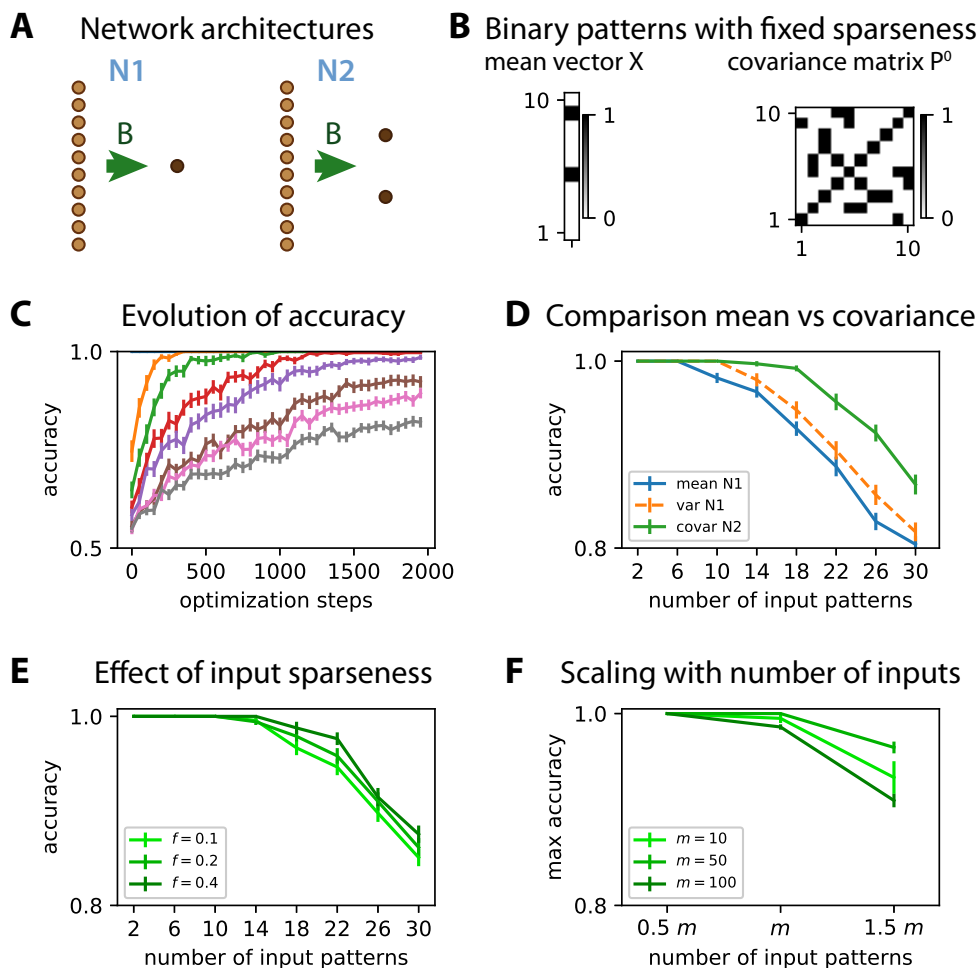 A Network architectures
N1
N2
B
B
B Binary patterns with fixed sparseness
mean vector X
covariance matrix P⁰
10
1
1
0
10
1
1
10
1
0
C Evolution of accuracy
1.0
0.5
accuracy
0 500 1000 1500 2000
optimization steps
D Comparison mean vs covariance
1.0
0.8
accuracy
mean N1
var N1
covar N2
2 6 10 14 18 22 26 30
number of input patterns
E Effect of input sparseness
1.0
0.8
accuracy
f = 0.1
f = 0.2
f = 0.4
2 6 10 14 18 22 26 30
number of input patterns
F Scaling with number of inputs
1.0
0.8
max accuracy
m = 10
m = 50
m = 100
0.5 m m 1.5 m
number of input patterns